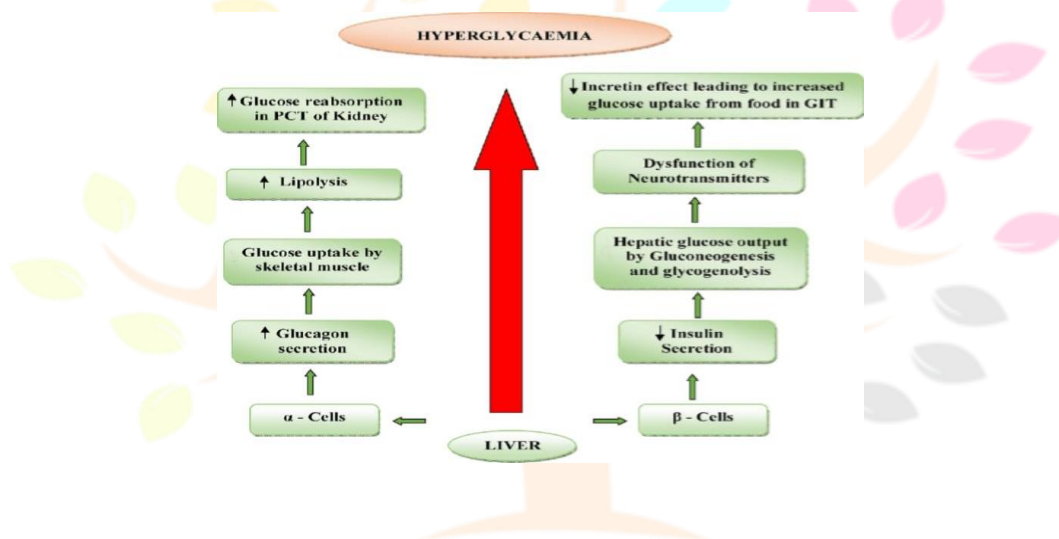 HYPERGLYCAEMIA
↑ Glucose reabsorption
in PCT of Kidney
↑ Lipolysis
Glucose uptake by
skeletal muscle
↑ Glucagon
secretion
α - Cells
↓ Incretin effect leading to increased
glucose uptake from food in GIT
Dysfunction of
Neurotransmitters
Hepatic glucose output
by Gluconeogenesis
and glycogenolysis
↓ Insulin
Secretion
β - Cells
LIVER